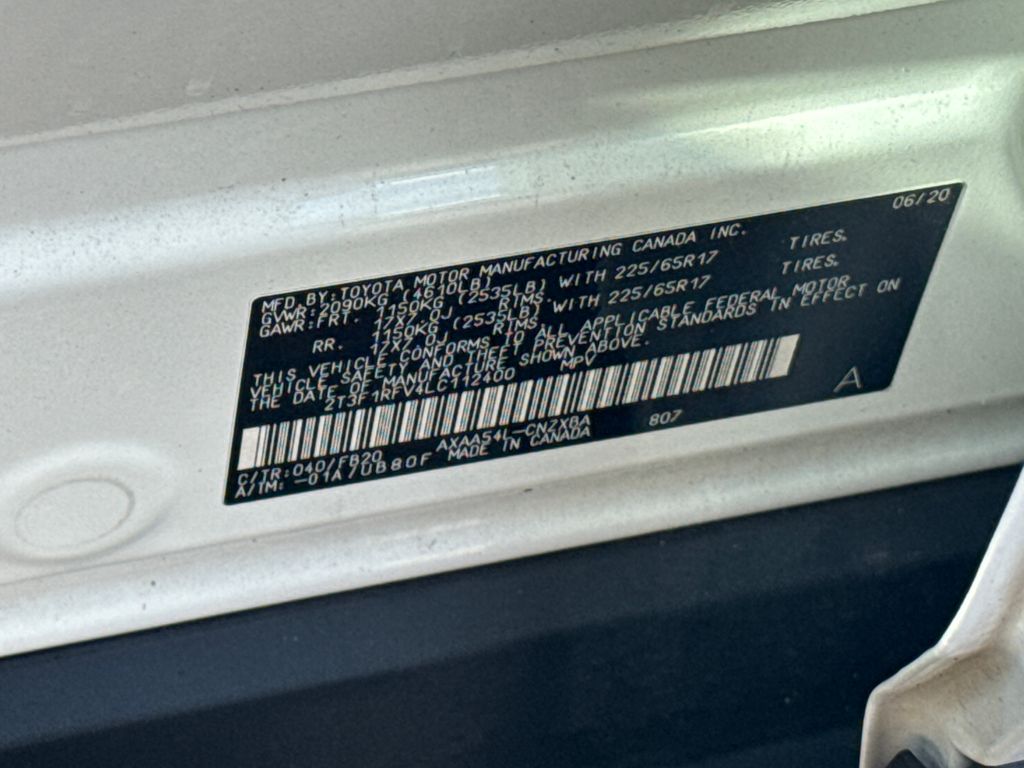 06/20
MFD.BY:TOYOTA MOTOR MANUFACTURING CANADA INC.
GVWR:2090KG (4610LB)
GAWR:FRT. 1150KG (2535LB) WITH 225/65R17 TIRES.
17X7.0J RIMS.
RR. 1150KG (2535LB) WITH 225/65R17 TIRES.
17X7.0J RIMS.
THIS VEHICLE CONFORMS TO ALL APPLICABLE FEDERAL MOTOR
VEHICLE SAFETY AND THEFT PREVENTION STANDARDS IN EFFECT ON
THE DATE OF MANUFACTURE SHOWN ABOVE.
2T3F1RFV4LC112400 MPV
A
C/TR:040/FB20 AXAA54L-CNZXBA 807
A/TM: -01A/UB80F MADE IN CANADA